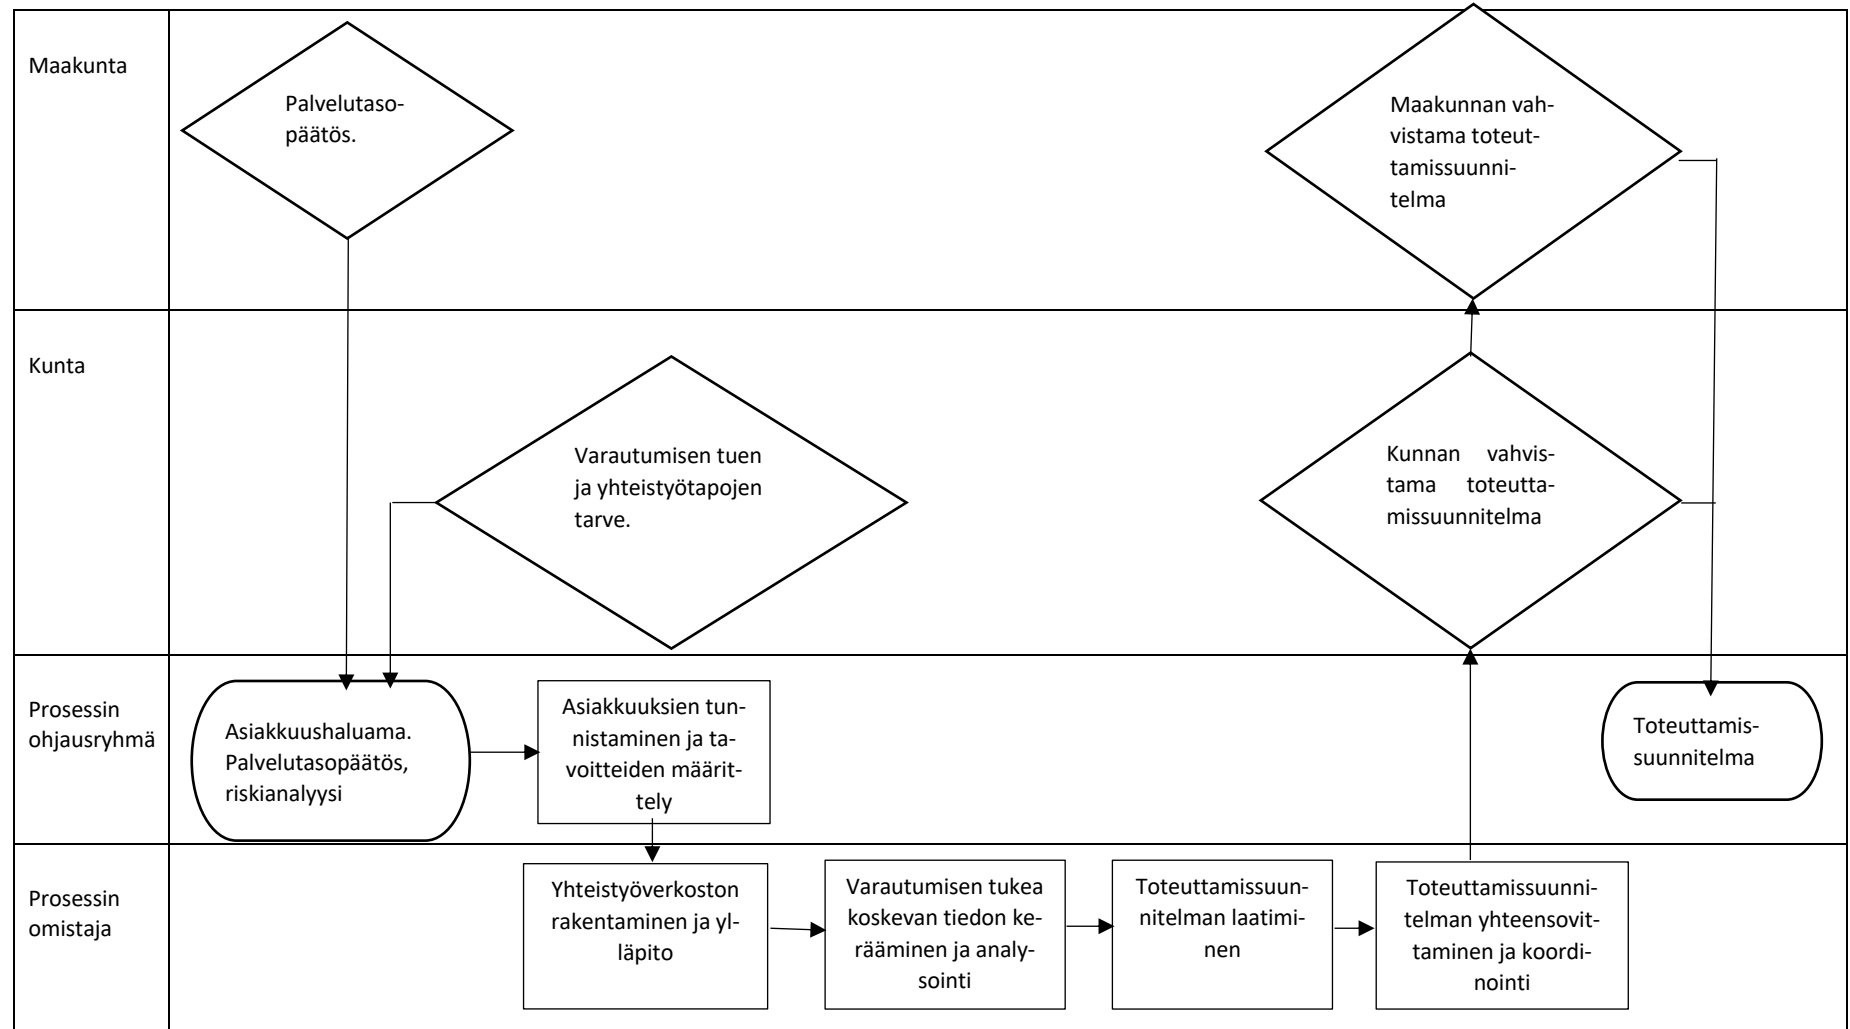 Maakunta
Palvelutaso-
päätös.
Maakunnan vah-
vistama toteut-
tamissuunni-
telma
Kunta
Varautumisen tuen
ja yhteistyötapojen
tarve.
Kunnan vahvis-
tama toteutta-
missuunnitelma
Prosessin
ohjausryhmä
Asiakkuushaluama.
Palvelutasopäätös,
riskianalyysi
Asiakkuuksien tun-
nistaminen ja ta-
voitteiden määrit-
tely
Toteuttamis-
suunnitelma
Prosessin
omistaja
Yhteistyöverkoston
rakentaminen ja yl-
läpito
Varautumisen tukea
koskevan tiedon ke-
rääminen ja analy-
sointi
Toteuttamissuun-
nitelman laatimi-
nen
Toteuttamissuunni-
telman yhteensovit-
taminen ja koordi-
nointi